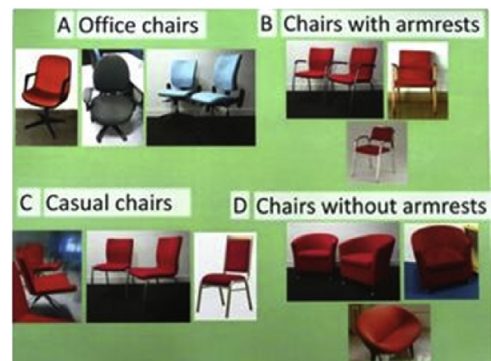 A Office chairs
B Chairs with armrests
C Casual chairs
D Chairs without armrests